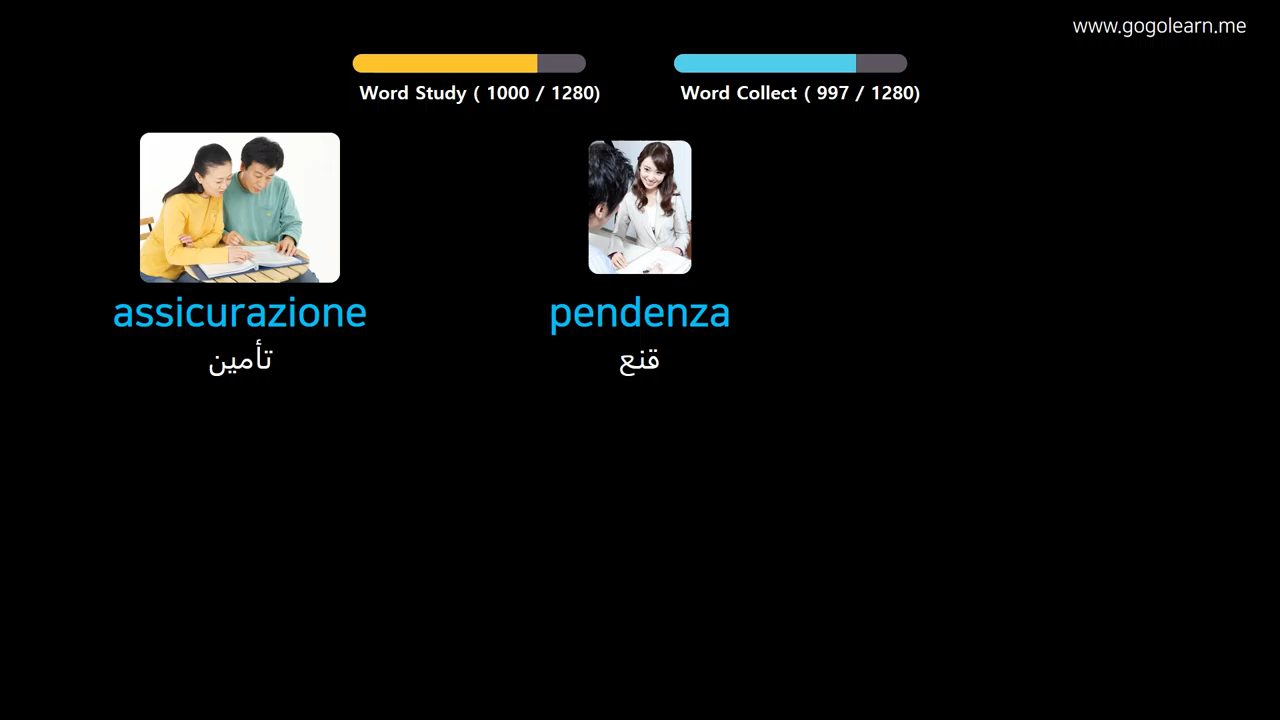 www.gogolearn.me
Word Study ( 1000 / 1280)
Word Collect ( 997 / 1280)
assicurazione
تأمين
pendenza
قنع